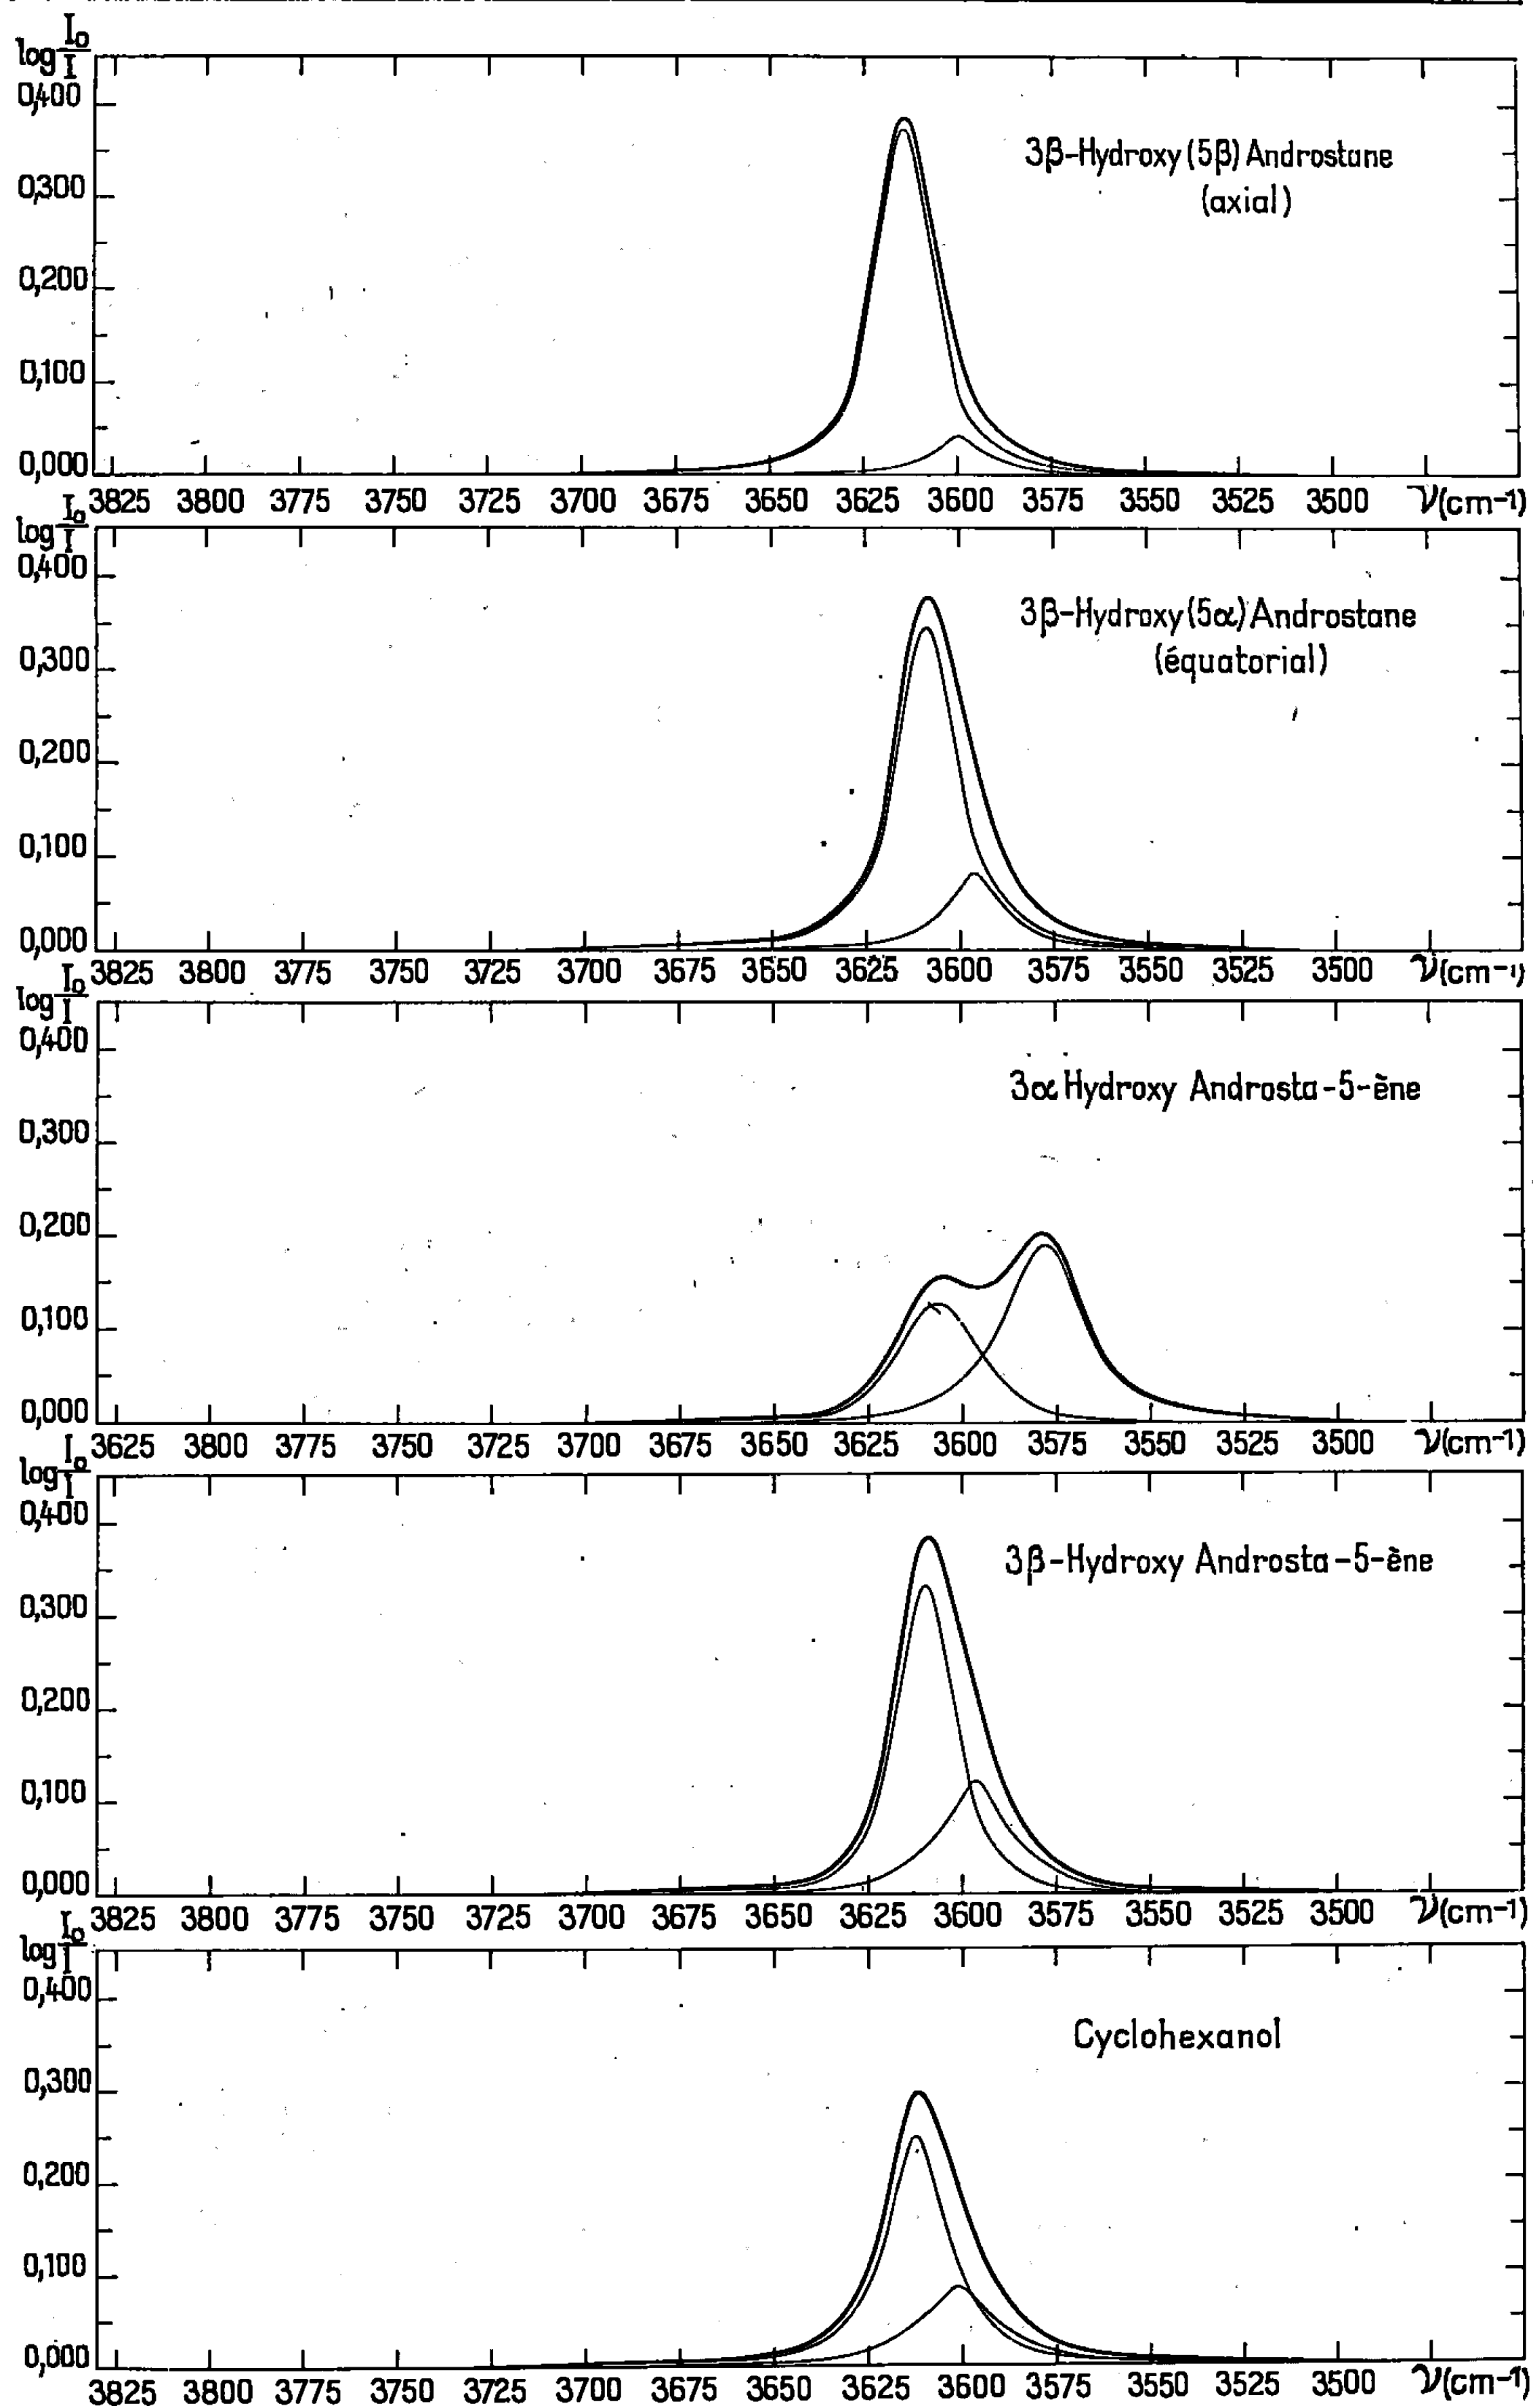 log I₀/I
0,400
3β-Hydroxy (5β) Androstane
(axial)
0,300
0,200
0,100
0,000
3825 3800 3775 3750 3725 3700 3675 3650 3625 3600 3575 3550 3525 3500 ν(cm⁻¹)
log I₀/I
0,400
3β-Hydroxy (5α) Androstane
(équatorial)
0,300
0,200
0,100
0,000
3825 3800 3775 3750 3725 3700 3675 3650 3625 3600 3575 3550 3525 3500 ν(cm⁻¹)
log I₀/I
0,400
3α Hydroxy Androsta-5-ène
0,300
0,200
0,100
0,000
3625 3800 3775 3750 3725 3700 3675 3650 3625 3600 3575 3550 3525 3500 ν(cm⁻¹)
log I₀/I
0,400
3β-Hydroxy Androsta-5-ène
0,300
0,200
0,100
0,000
3825 3800 3775 3750 3725 3700 3675 3650 3625 3600 3575 3550 3525 3500 ν(cm⁻¹)
log I₀/I
0,400
Cyclohexanol
0,300
0,200
0,100
0,000
3825 3800 3775 3750 3725 3700 3675 3650 3625 3600 3575 3550 3525 3500 ν(cm⁻¹)